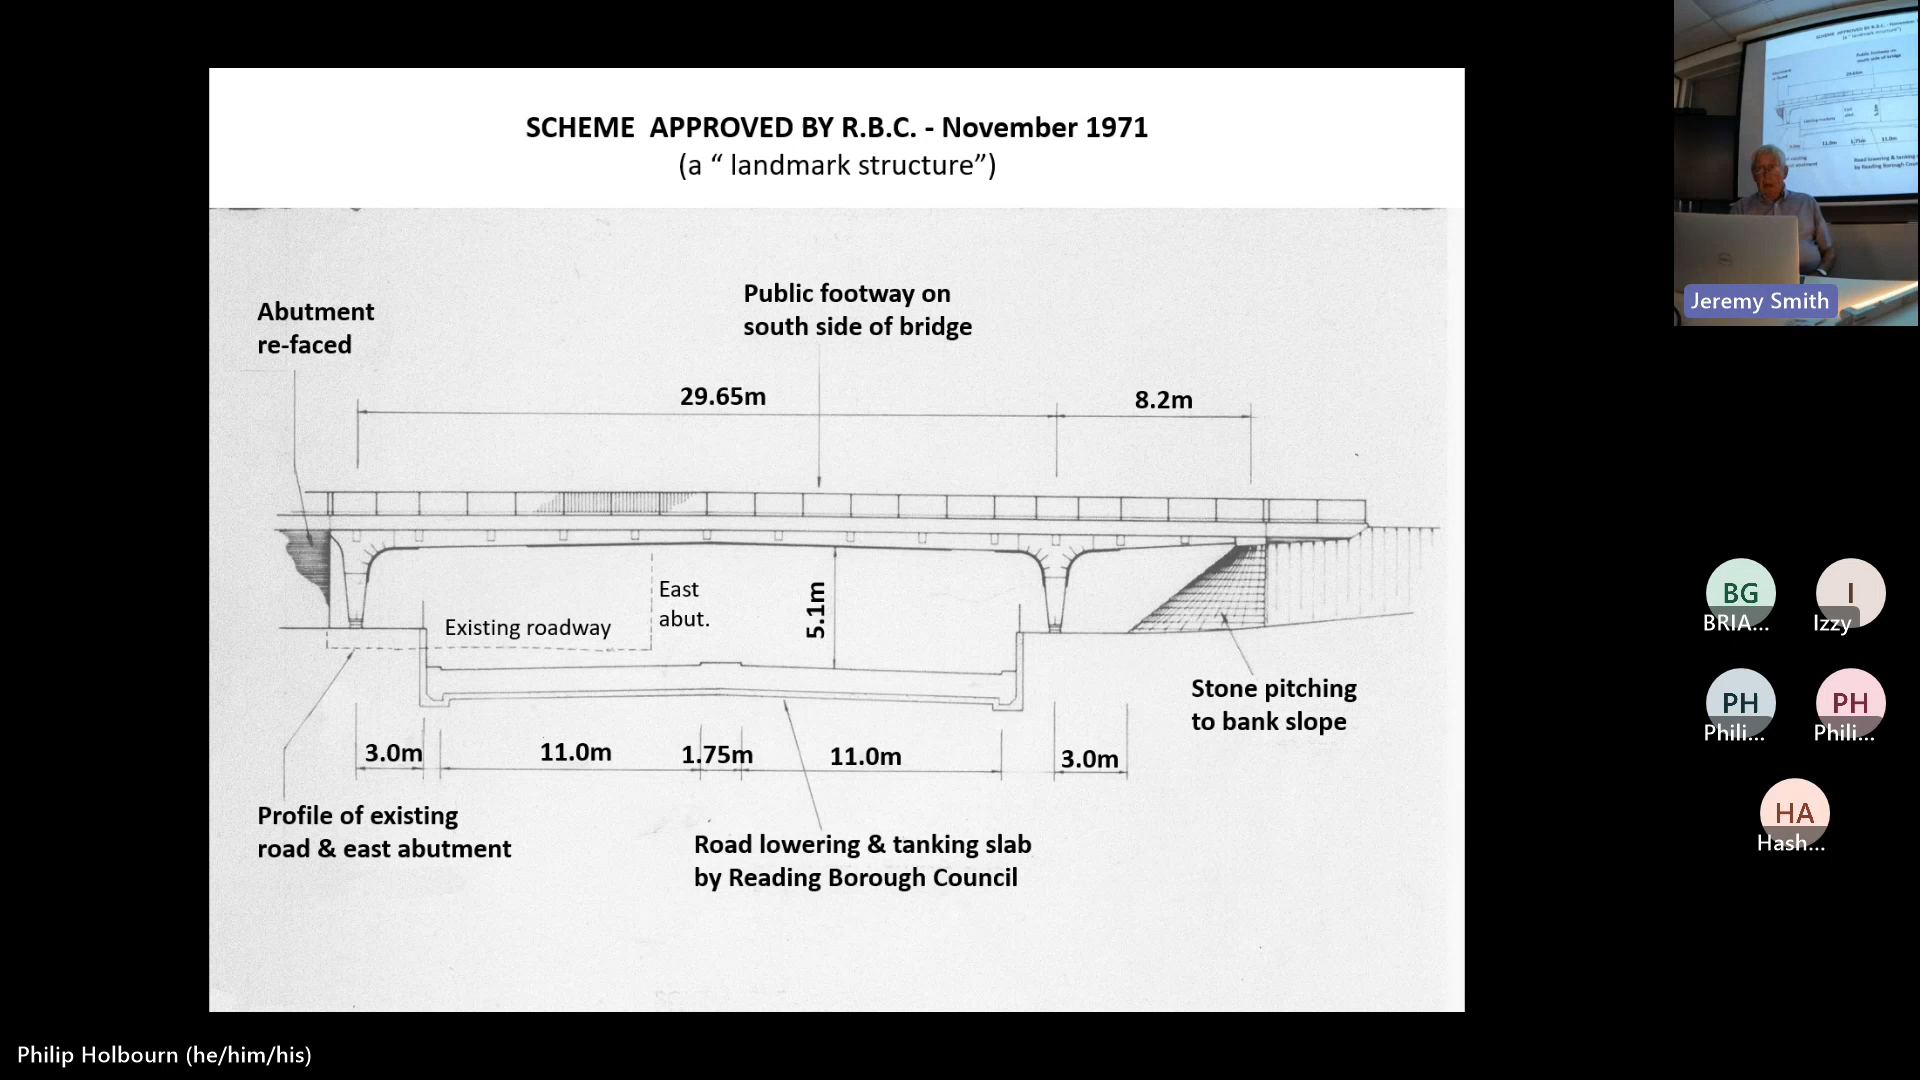 SCHEME APPROVED BY R.B.C. - November 1971
(a “ landmark structure”)
Abutment
re-faced
Public footway on
south side of bridge
29.65m
8.2m
East
abut.
Existing roadway
5.1m
Stone pitching
to bank slope
3.0m
11.0m
1.75m
11.0m
3.0m
Profile of existing
road & east abutment
Road lowering & tanking slab
by Reading Borough Council
Jeremy Smith
BG
BRIA...
I
Izzy
PH
Phili...
PH
Phili...
HA
Hash...
Philip Holbourn (he/him/his)